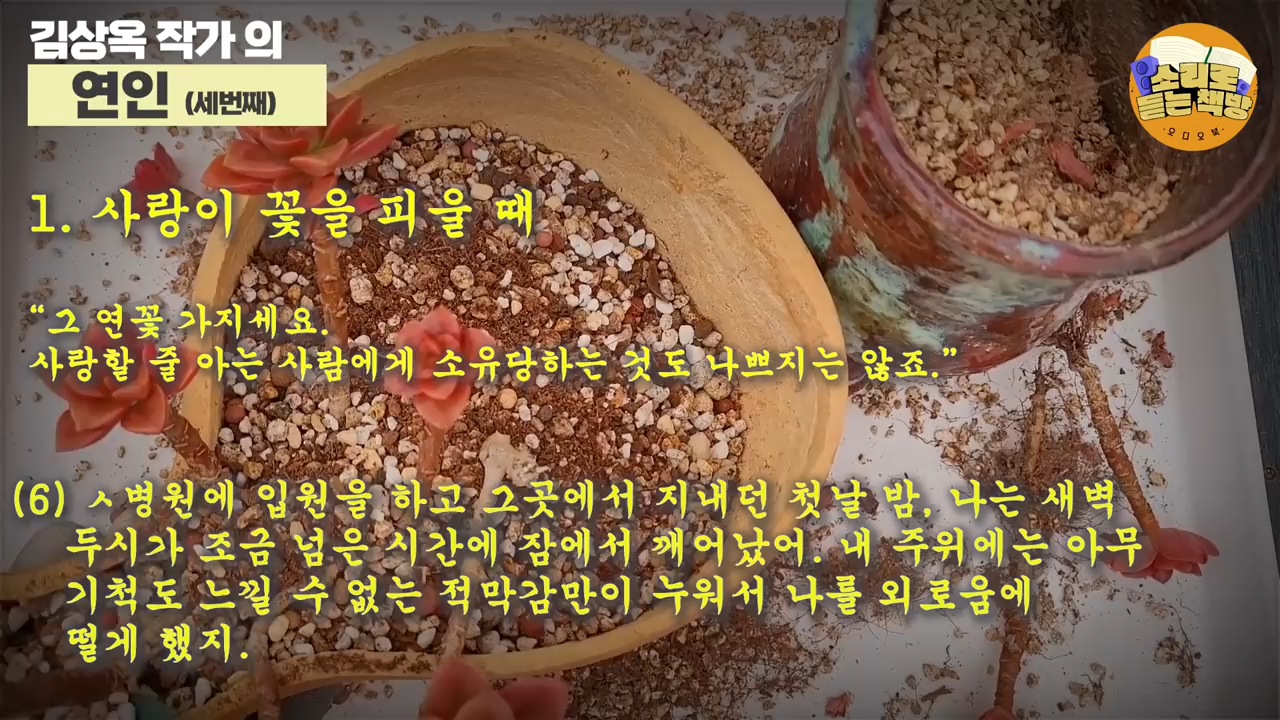 김상옥 작가 의
연인 (세번째)
소리로
듣는 책방
·오디오북·
1. 사랑이 꽃을 피울 때
“그 연꽃 가지세요.
사랑할 줄 아는 사람에게 소유당하는 것도 나쁘지는 않죠.”
(6) ㅅ병원에 입원을 하고 그곳에서 지내던 첫날 밤, 나는 새벽
두시가 조금 넘은 시간에 잠에서 깨어났어. 내 주위에는 아무
기척도 느낄 수 없는 적막감만이 누워서 나를 외로움에
떨게 했지.